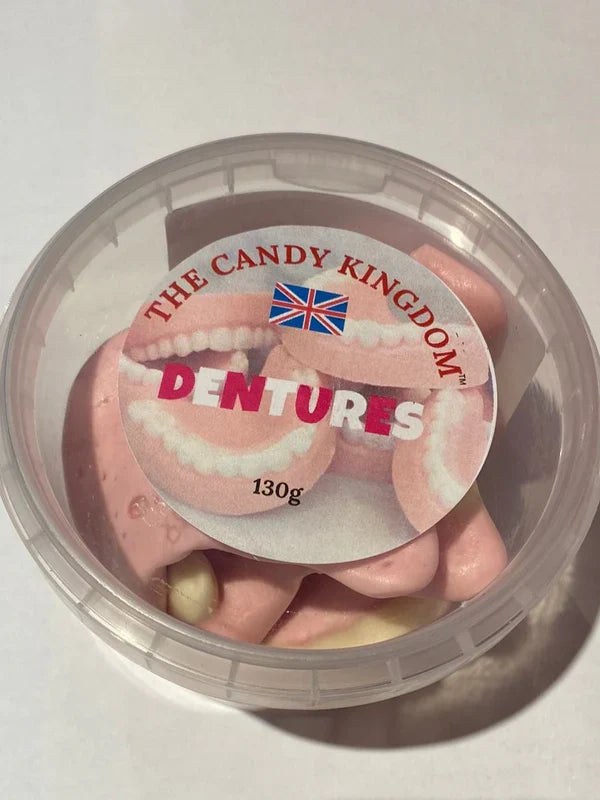 THE CANDY KINGDOM™
DENTURES
130g